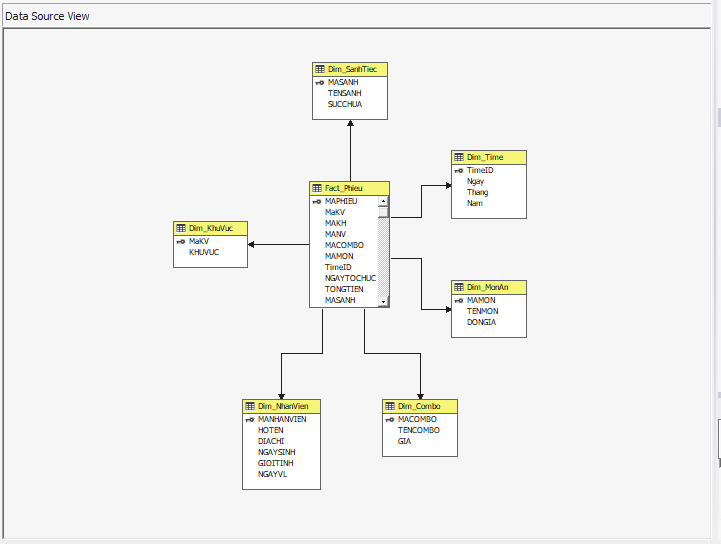 Data Source View
Dim_SanhTiec
MASANH
TENSANH
SUCCHUA
Dim_Time
TimeID
Ngay
Thang
Nam
Fact_Phieu
MAPHIEU
MaKV
MAKH
MANV
MACOMBO
MAMON
TimeID
NGAYTOCHUC
TONGTIEN
MASANH
Dim_KhuVuc
MaKV
KHUVUC
Dim_MonAn
MAMON
TENMON
DONGIA
Dim_NhanVien
MANHANVIEN
HOTEN
DIACHI
NGAYSINH
GIOITINH
NGAYVL
Dim_Combo
MACOMBO
TENCOMBO
GIA